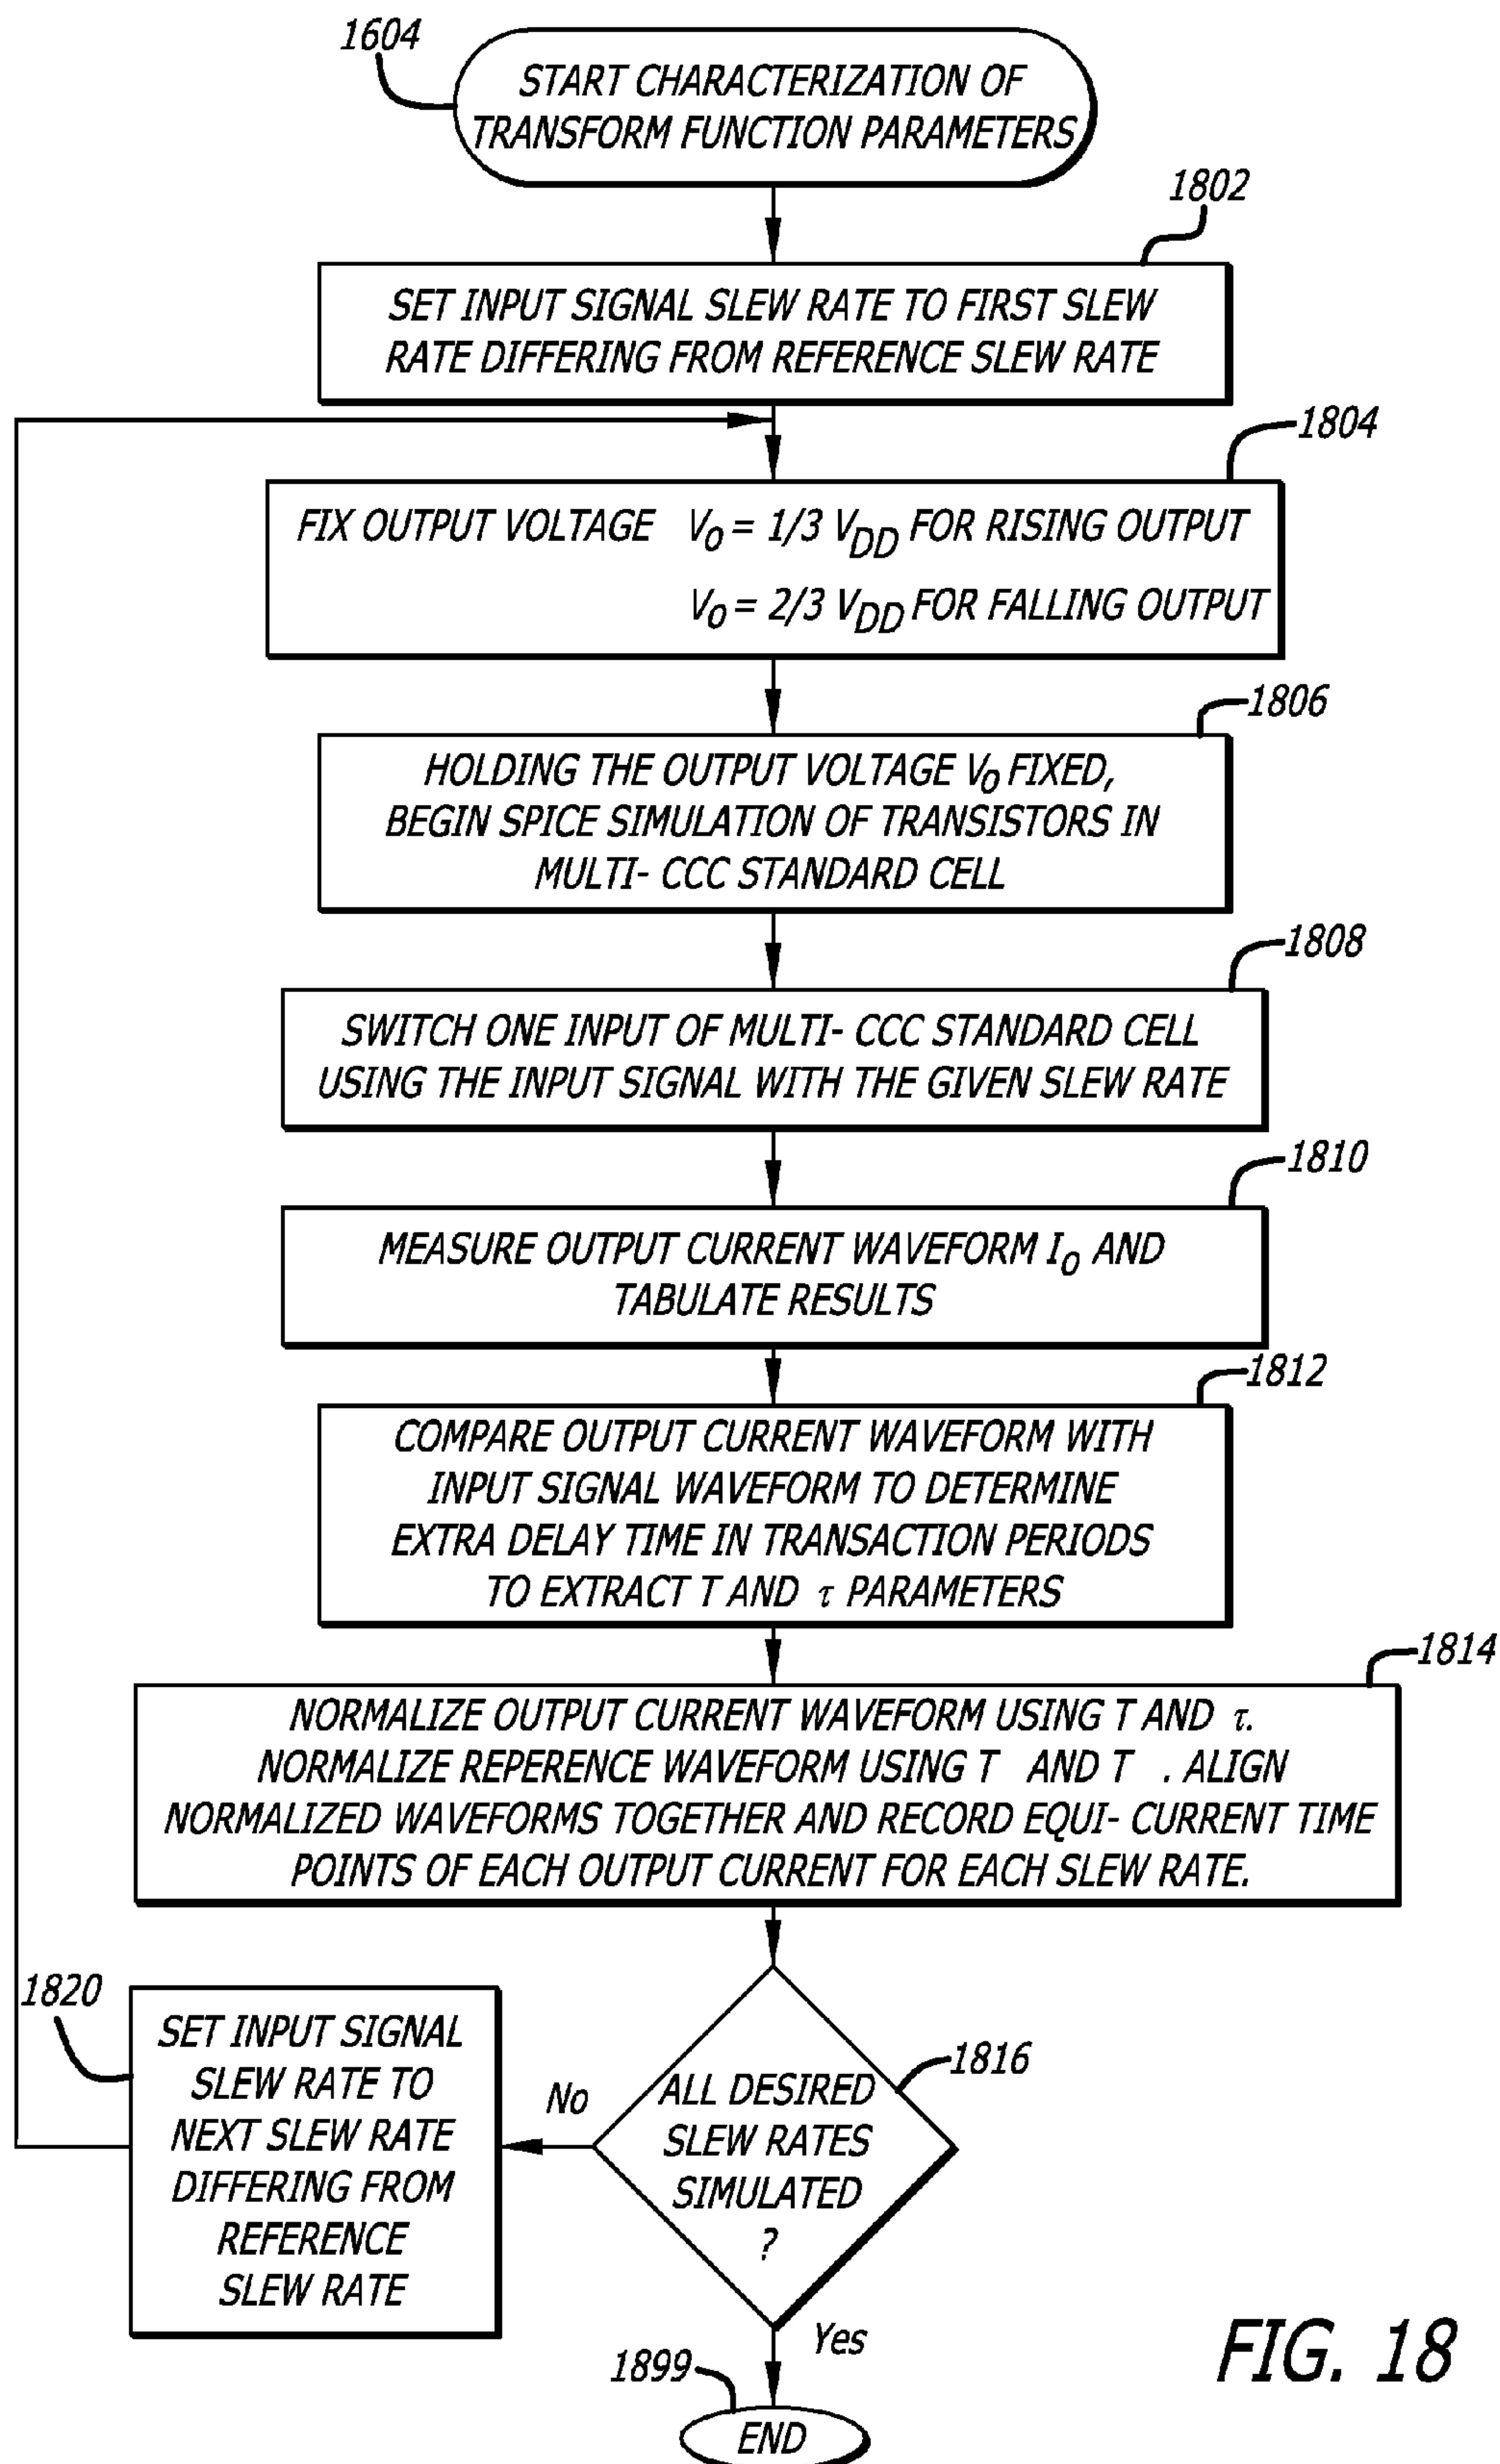 1604
START CHARACTERIZATION OF
TRANSFORM FUNCTION PARAMETERS
1802
SET INPUT SIGNAL SLEW RATE TO FIRST SLEW
RATE DIFFERING FROM REFERENCE SLEW RATE
1804
FIX OUTPUT VOLTAGE V0 = 1/3 VDD FOR RISING OUTPUT
V0 = 2/3 VDD FOR FALLING OUTPUT
1806
HOLDING THE OUTPUT VOLTAGE V0 FIXED,
BEGIN SPICE SIMULATION OF TRANSISTORS IN
MULTI- CCC STANDARD CELL
1808
SWITCH ONE INPUT OF MULTI- CCC STANDARD CELL
USING THE INPUT SIGNAL WITH THE GIVEN SLEW RATE
1810
MEASURE OUTPUT CURRENT WAVEFORM I0 AND
TABULATE RESULTS
1812
COMPARE OUTPUT CURRENT WAVEFORM WITH
INPUT SIGNAL WAVEFORM TO DETERMINE
EXTRA DELAY TIME IN TRANSACTION PERIODS
TO EXTRACT T AND τ PARAMETERS
1814
NORMALIZE OUTPUT CURRENT WAVEFORM USING T AND τ.
NORMALIZE REPERENCE WAVEFORM USING T AND T . ALIGN
NORMALIZED WAVEFORMS TOGETHER AND RECORD EQUI- CURRENT TIME
POINTS OF EACH OUTPUT CURRENT FOR EACH SLEW RATE.
1816
ALL DESIRED
SLEW RATES
SIMULATED
?
No
1820
SET INPUT SIGNAL
SLEW RATE TO
NEXT SLEW RATE
DIFFERING FROM
REFERENCE
SLEW RATE
Yes
1899
END
FIG. 18